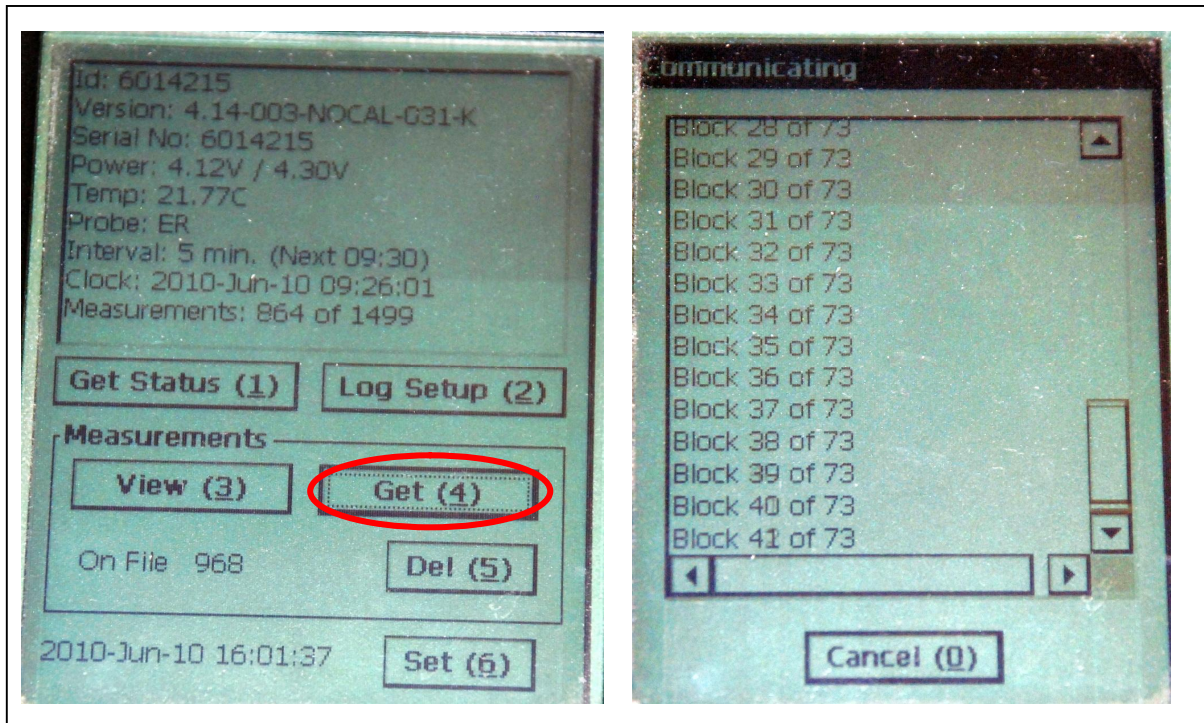 Id: 6014215
Version: 4.14-003-NOCAL-G31-K
Serial No: 6014215
Power: 4.12V / 4.30V
Temp: 21.77C
Probe: ER
Interval: 5 min. (Next 09:30)
Clock: 2010-Jun-10 09:26:01
Measurements: 864 of 1499
Get Status (1)
Log Setup (2)
Measurements
View (3)
Get (4)
On File 968
Del (5)
2010-Jun-10 16:01:37
Set (6)
Communicating
Block 28 of 73
Block 29 of 73
Block 30 of 73
Block 31 of 73
Block 32 of 73
Block 33 of 73
Block 34 of 73
Block 35 of 73
Block 36 of 73
Block 37 of 73
Block 38 of 73
Block 39 of 73
Block 40 of 73
Block 41 of 73
Cancel (0)